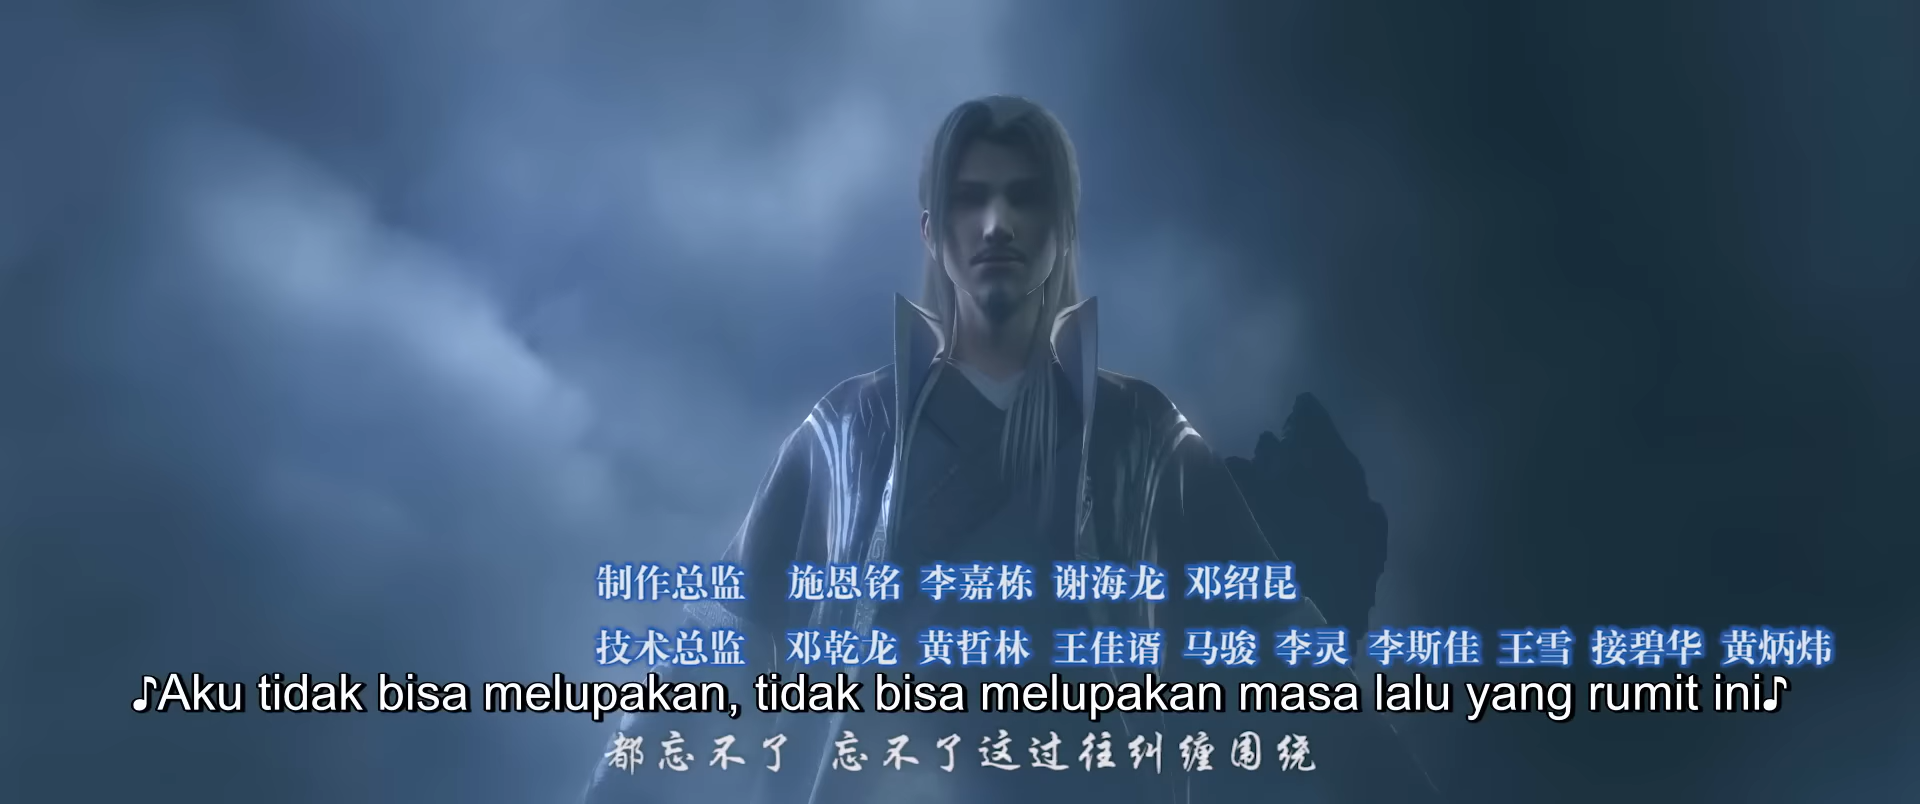 制作总监 施恩铭 李嘉栋 谢海龙 邓绍昆
技术总监 邓乾龙 黄哲林 王佳谞 马骏 李灵 李斯佳 王雪 接碧华 黄炳炜
♪Aku tidak bisa melupakan, tidak bisa melupakan masa lalu yang rumit ini♪
都忘不了 忘不了这过往纠缠围绕